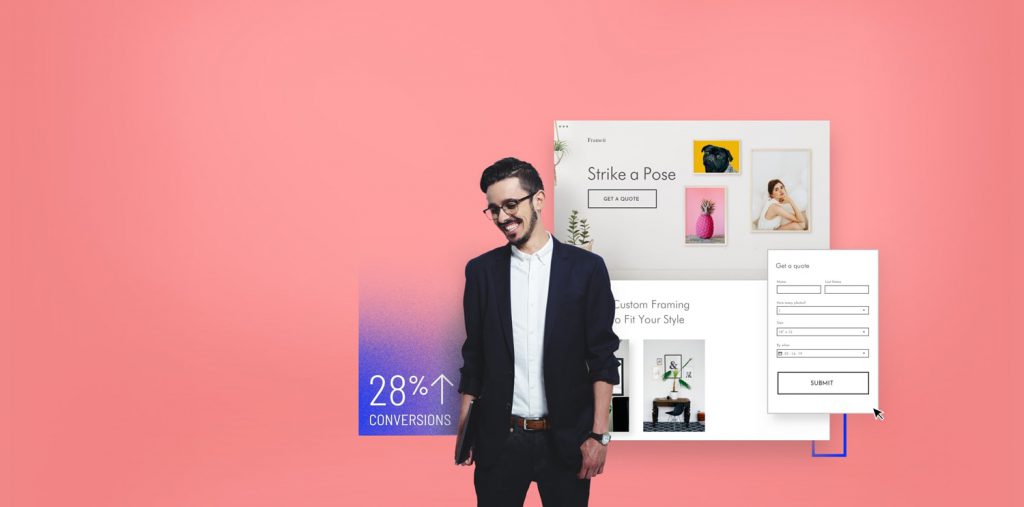 Frameit
Strike a Pose
GET A QUOTE
Custom Framing
o Fit Your Style
&
28%↑
CONVERSIONS
Get a quote
Name
Last Name
How many photos?
Size
By when
SUBMIT